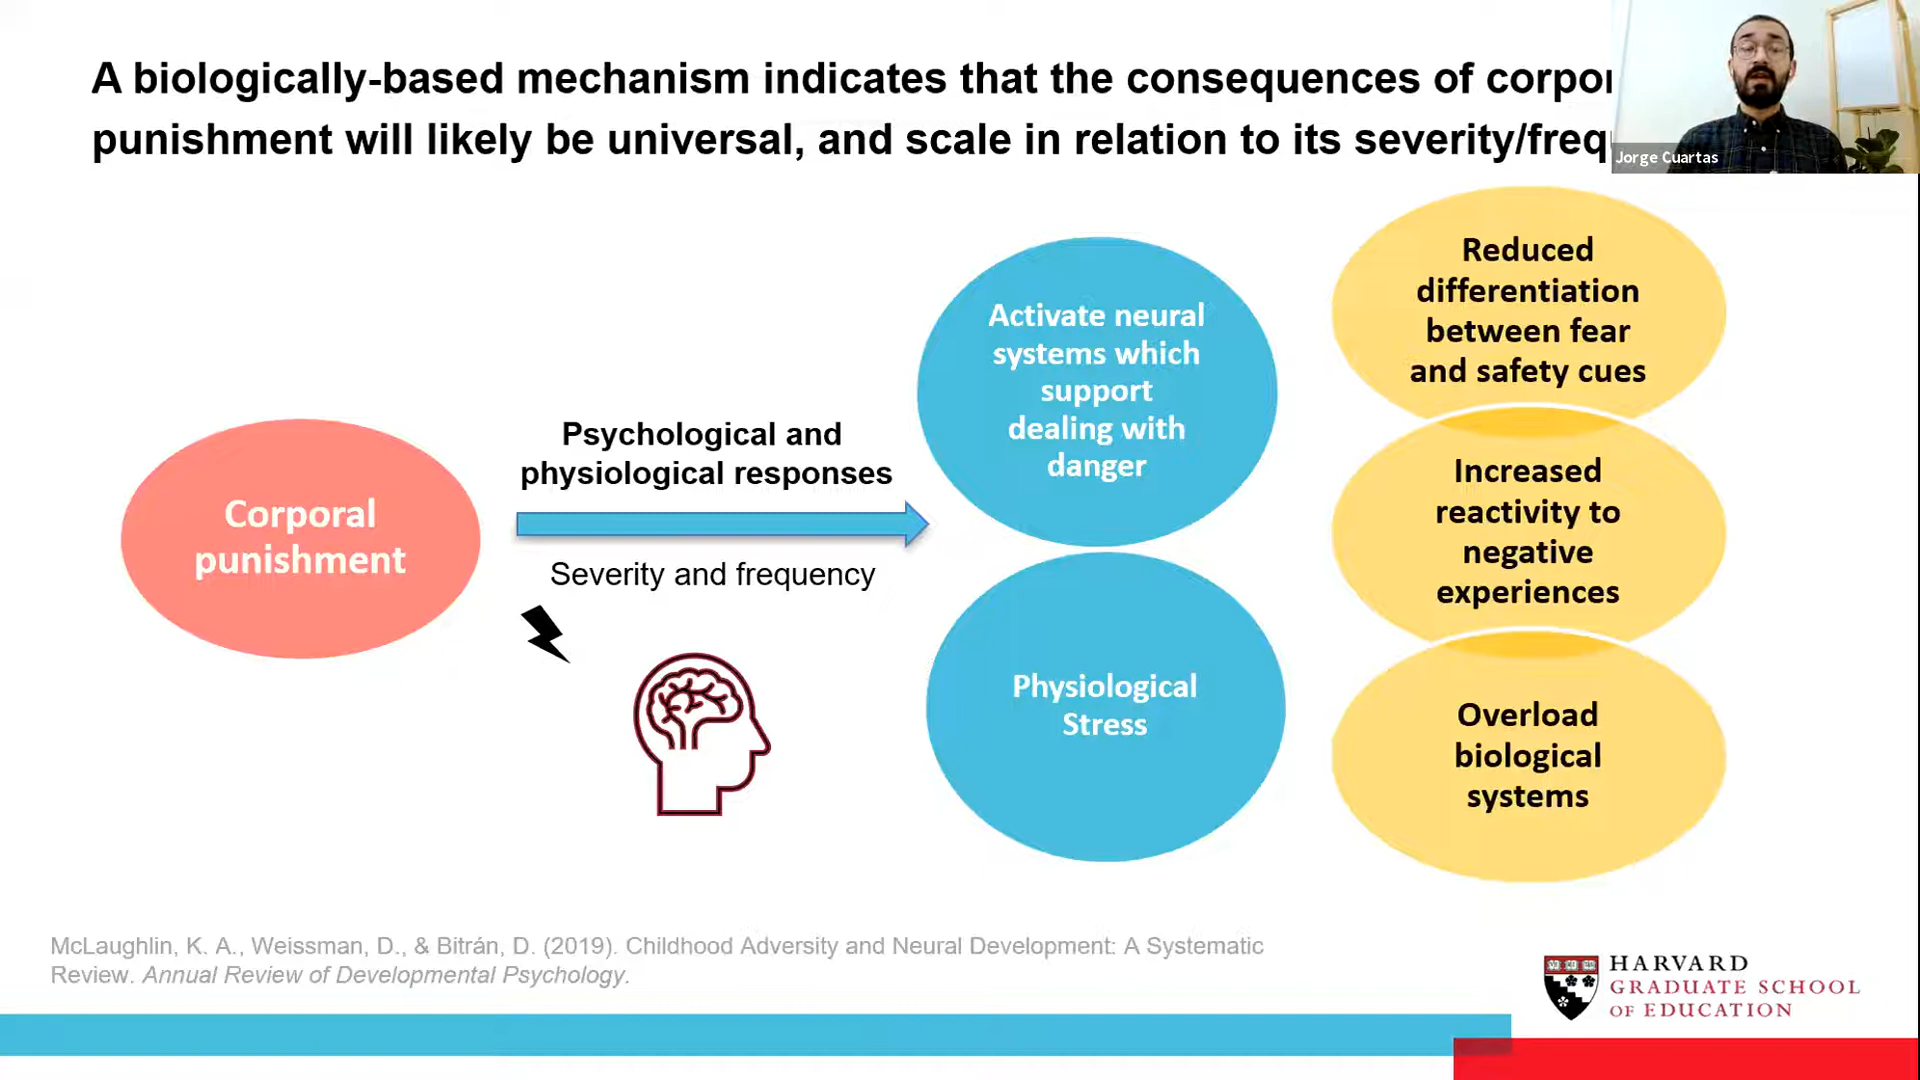 A biologically-based mechanism indicates that the consequences of
punishment will likely be universal, and scale in relation to its
Jorge Cuartas
Corporal
punishment
Psychological and
physiological responses
Severity and frequency
Activate neural
systems which
support
dealing with
danger
Physiological
Stress
Reduced
differentiation
between fear
and safety cues
Increased
reactivity to
negative
experiences
Overload
biological
systems
McLaughlin, K. A., Weissman, D., & Bitrán, D. (2019). Childhood Adversity and Neural Development: A Systematic
Review. Annual Review of Developmental Psychology.
HARVARD
GRADUATE SCHOOL
OF EDUCATION